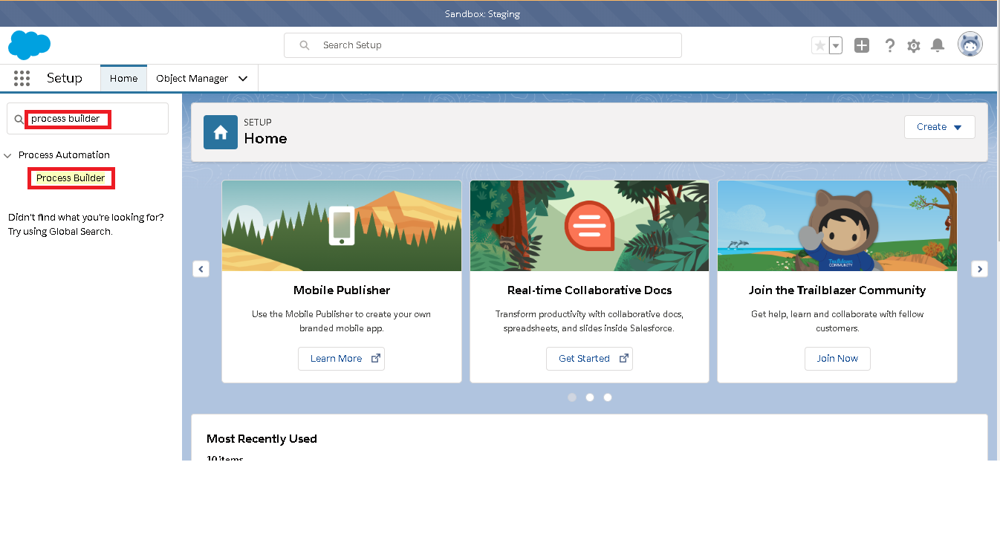 Sandbox: Staging
Search Setup
Setup
Home
Object Manager
process builder
Process Automation
Process Builder
Didn't find what you're looking for?
Try using Global Search.
SETUP
Home
Create
Mobile Publisher
Use the Mobile Publisher to create your own
branded mobile app.
Learn More
Real-time Collaborative Docs
Transform productivity with collaborative docs,
spreadsheets, and slides inside Salesforce.
Get Started
Trailblazer
COMMUNITY
Join the Trailblazer Community
Get help, learn and collaborate with fellow
customers.
Join Now
Most Recently Used
10 items